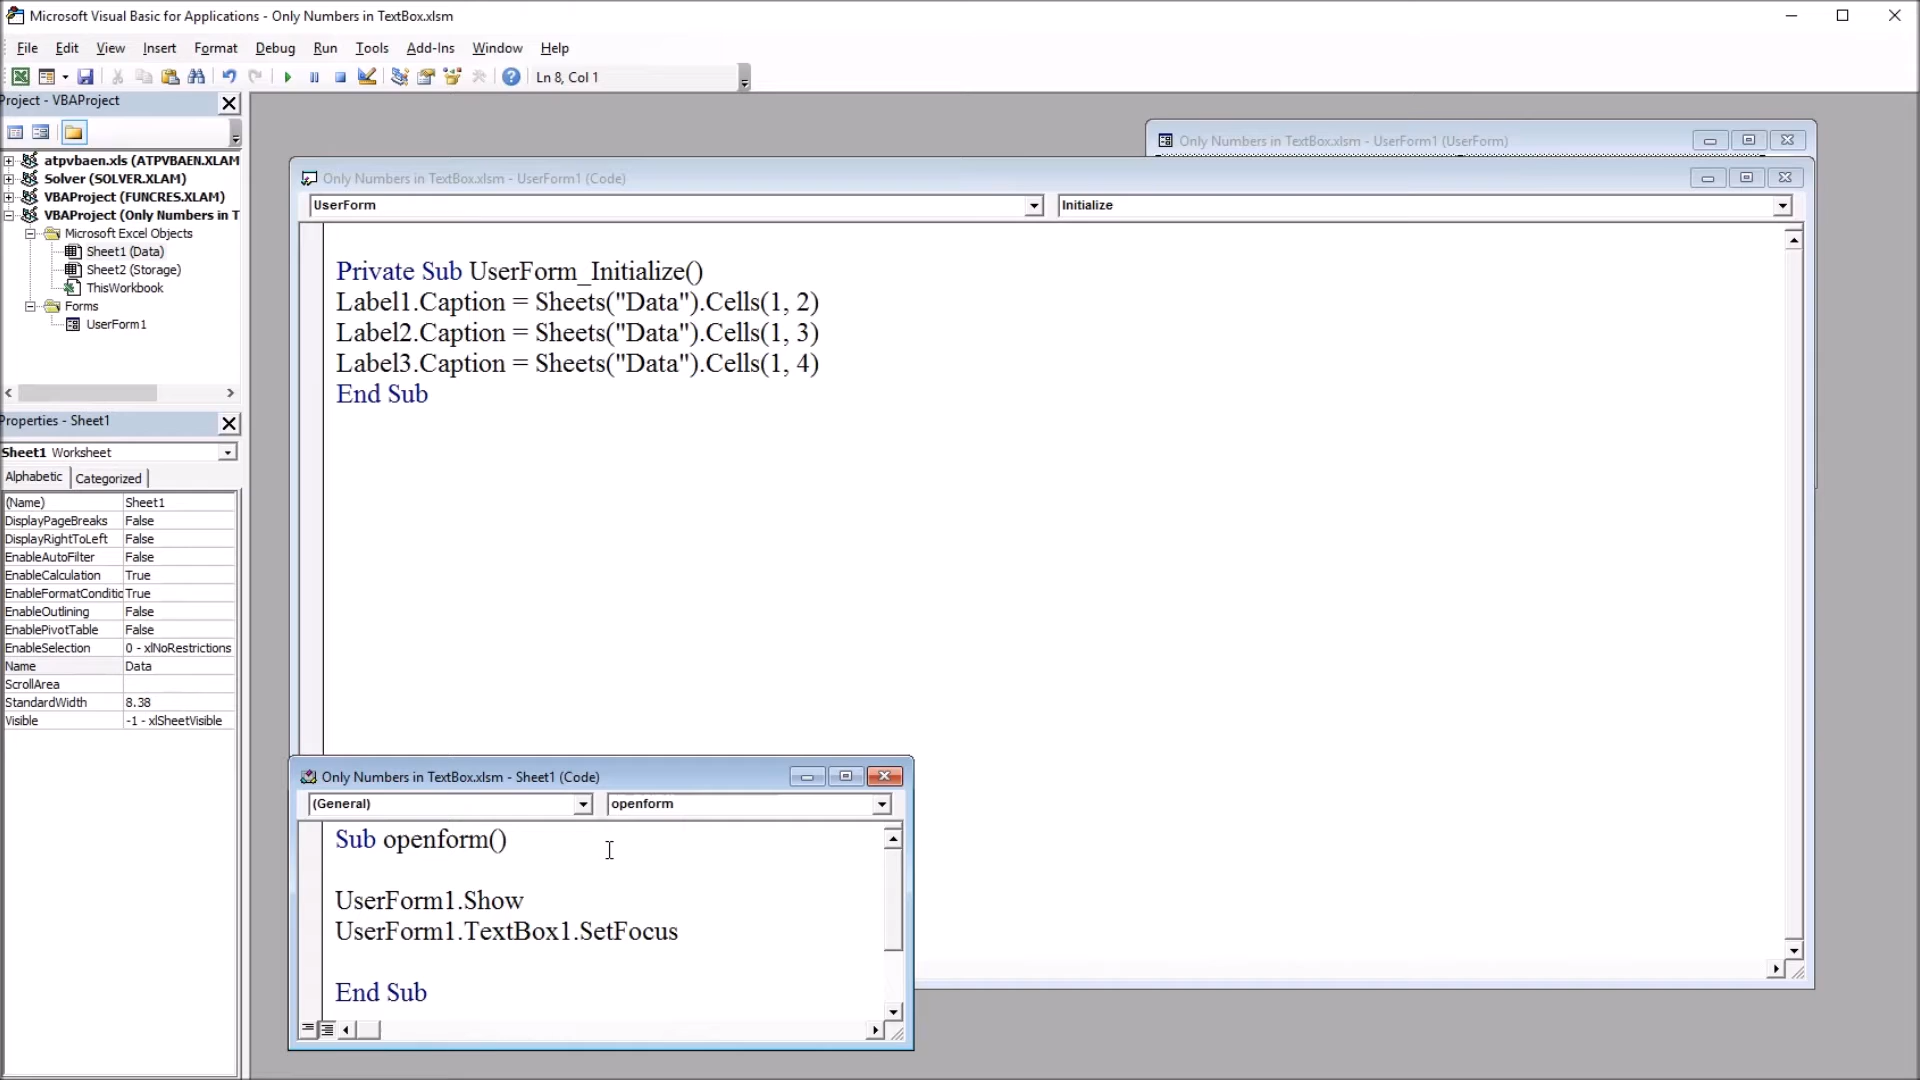 Microsoft Visual Basic for Applications - Only Numbers in TextBox.xlsm
File Edit View Insert Format Debug Run Tools Add-Ins Window Help
Ln 8, Col 1
Project - VBAProject
atpvbaen.xls (ATPVBAEN.XLAM
Solver (SOLVER.XLAM)
VBAProject (FUNCRES.XLAM)
VBAProject (Only Numbers in T
Microsoft Excel Objects
Sheet1 (Data)
Sheet2 (Storage)
ThisWorkbook
Forms
UserForm1
Properties - Sheet1
Sheet1 Worksheet
Alphabetic Categorized
(Name) Sheet1
DisplayPageBreaks False
DisplayRightToLeft False
EnableAutoFilter False
EnableCalculation True
EnableFormatConditic True
EnableOutlining False
EnablePivotTable False
EnableSelection 0 - xlNoRestrictions
Name Data
ScrollArea
StandardWidth 8.38
Visible -1 - xlSheetVisible
Only Numbers in TextBox.xlsm - UserForm1 (UserForm)
Only Numbers in TextBox.xlsm - UserForm1 (Code)
UserForm Initialize
Private Sub UserForm_Initialize()
Label1.Caption = Sheets("Data").Cells(1, 2)
Label2.Caption = Sheets("Data").Cells(1, 3)
Label3.Caption = Sheets("Data").Cells(1, 4)
End Sub
Only Numbers in TextBox.xlsm - Sheet1 (Code)
(General) openform
Sub openform()
UserForm1.Show
UserForm1.TextBox1.SetFocus
End Sub